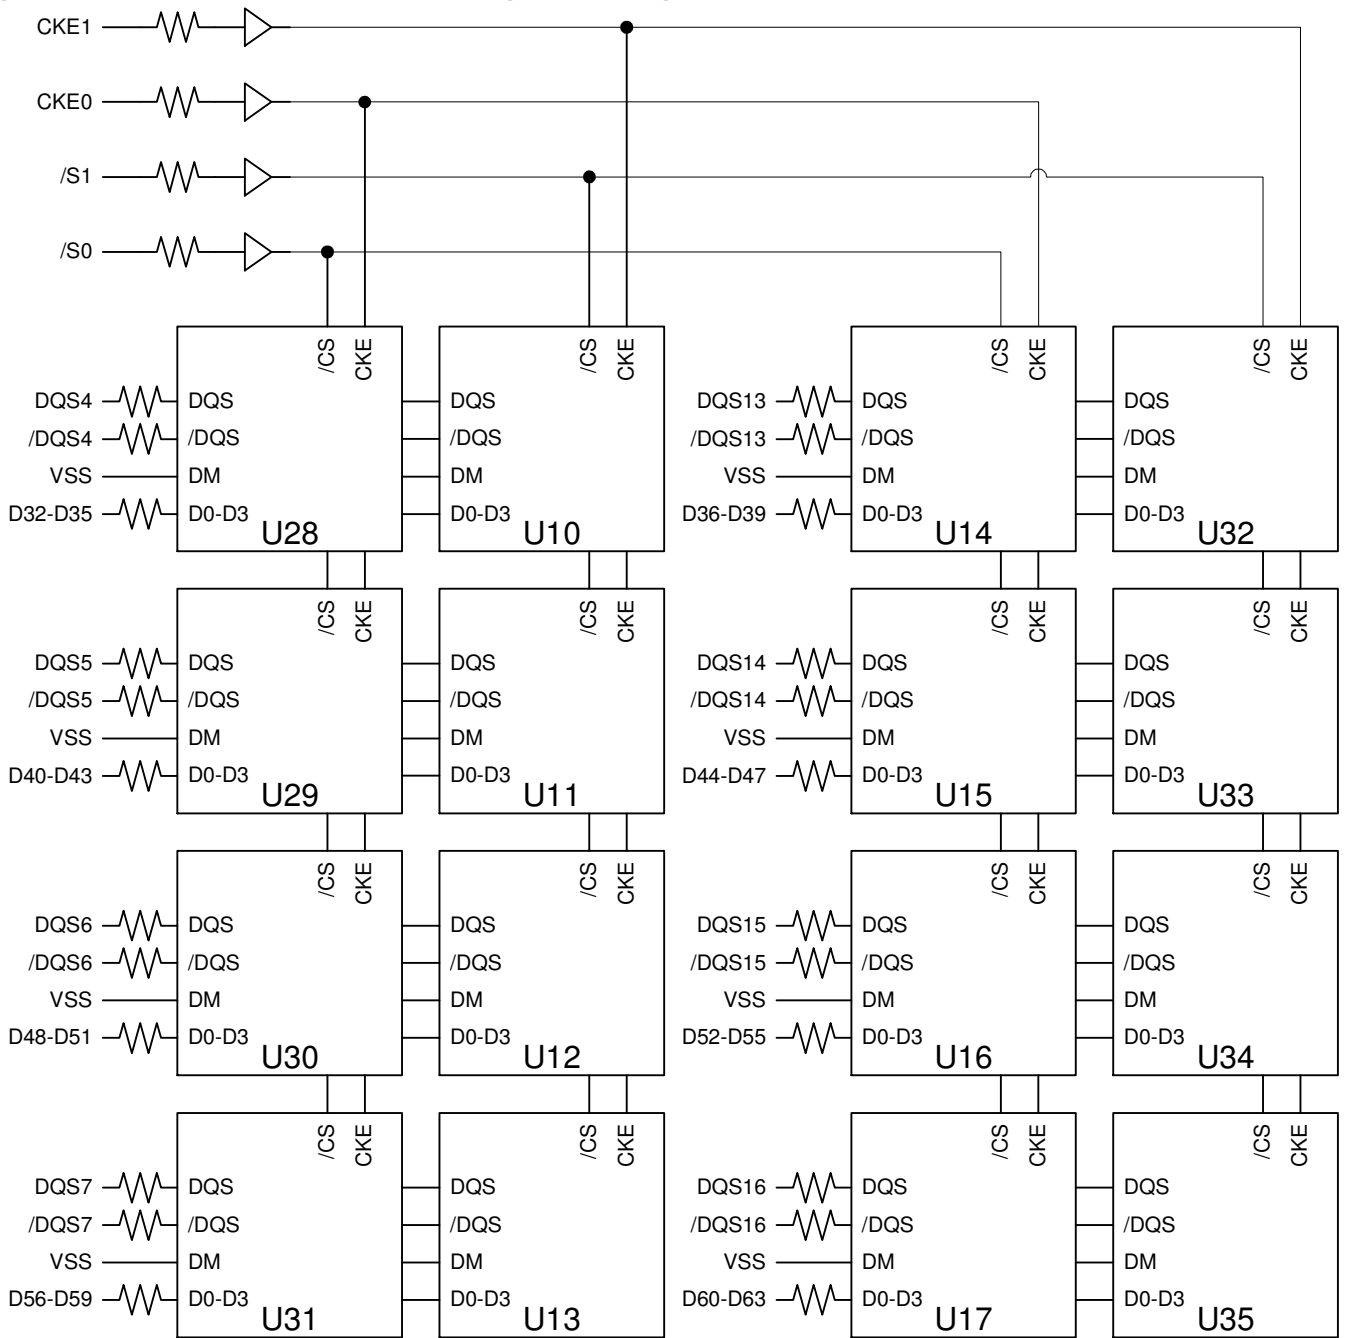 CKE1
CKE0
/S1
/S0
/CS CKE /CS CKE /CS CKE /CS CKE
DQS4 DQS DQS DQS13 DQS DQS
/DQS4 /DQS /DQS /DQS13 /DQS /DQS
VSS DM DM VSS DM DM
D32-D35 D0-D3 D0-D3 D36-D39 D0-D3 D0-D3
U28 U10 U14 U32
/CS CKE /CS CKE /CS CKE /CS CKE
DQS5 DQS DQS DQS14 DQS DQS
/DQS5 /DQS /DQS /DQS14 /DQS /DQS
VSS DM DM VSS DM DM
D40-D43 D0-D3 D0-D3 D44-D47 D0-D3 D0-D3
U29 U11 U15 U33
/CS CKE /CS CKE /CS CKE /CS CKE
DQS6 DQS DQS DQS15 DQS DQS
/DQS6 /DQS /DQS /DQS15 /DQS /DQS
VSS DM DM VSS DM DM
D48-D51 D0-D3 D0-D3 D52-D55 D0-D3 D0-D3
U30 U12 U16 U34
/CS CKE /CS CKE /CS CKE /CS CKE
DQS7 DQS DQS DQS16 DQS DQS
/DQS7 /DQS /DQS /DQS16 /DQS /DQS
VSS DM DM VSS DM DM
D56-D59 D0-D3 D0-D3 D60-D63 D0-D3 D0-D3
U31 U13 U17 U35